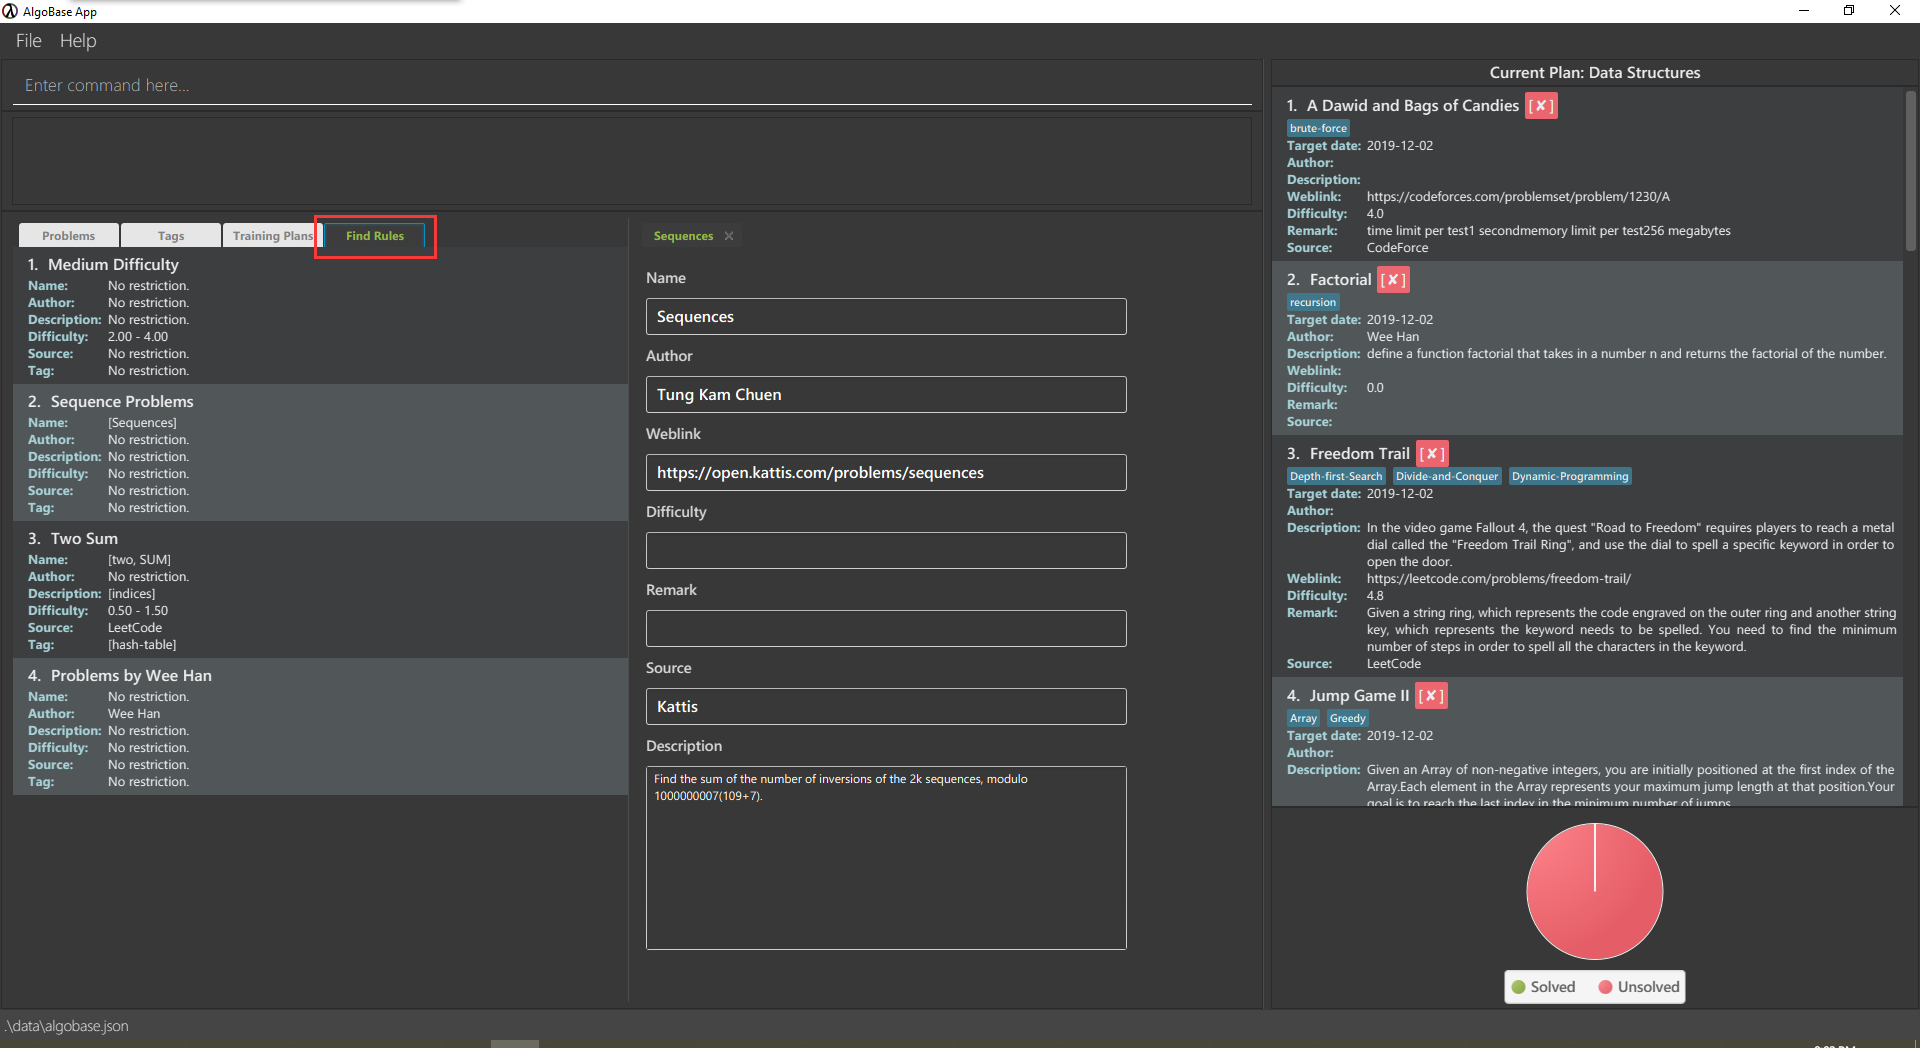 AlgoBase App
File Help
Enter command here...
Problems Tags Training Plans Find Rules
1. Medium Difficulty
Name: No restriction.
Author: No restriction.
Description: No restriction.
Difficulty: 2.00 - 4.00
Source: No restriction.
Tag: No restriction.
2. Sequence Problems
Name: [Sequences]
Author: No restriction.
Description: No restriction.
Difficulty: No restriction.
Source: No restriction.
Tag: No restriction.
3. Two Sum
Name: [two, SUM]
Author: No restriction.
Description: [indices]
Difficulty: 0.50 - 1.50
Source: LeetCode
Tag: [hash-table]
4. Problems by Wee Han
Name: No restriction.
Author: Wee Han
Description: No restriction.
Difficulty: No restriction.
Source: No restriction.
Tag: No restriction.
Sequences
Name
Sequences
Author
Tung Kam Chuen
Weblink
https://open.kattis.com/problems/sequences
Difficulty
Remark
Source
Kattis
Description
Find the sum of the number of inversions of the 2k sequences, modulo
1000000007(109+7).
Current Plan: Data Structures
1. A Dawid and Bags of Candies [✘]
brute-force
Target date: 2019-12-02
Author:
Description:
Weblink: https://codeforces.com/problemset/problem/1230/A
Difficulty: 4.0
Remark: time limit per test1 secondmemory limit per test256 megabytes
Source: CodeForce
2. Factorial [✘]
recursion
Target date: 2019-12-02
Author: Wee Han
Description: define a function factorial that takes in a number n and returns the factorial of the number.
Weblink:
Difficulty: 0.0
Remark:
Source:
3. Freedom Trail [✘]
Depth-first-Search Divide-and-Conquer Dynamic-Programming
Target date: 2019-12-02
Author:
Description: In the video game Fallout 4, the quest "Road to Freedom" requires players to reach a metal
dial called the "Freedom Trail Ring", and use the dial to spell a specific keyword in order to
open the door.
Weblink: https://leetcode.com/problems/freedom-trail/
Difficulty: 4.8
Remark: Given a string ring, which represents the code engraved on the outer ring and another string
key, which represents the keyword needs to be spelled. You need to find the minimum
number of steps in order to spell all the characters in the keyword.
Source: LeetCode
4. Jump Game II [✘]
Array Greedy
Target date: 2019-12-02
Author:
Description: Given an Array of non-negative integers, you are initially positioned at the first index of the
Array.Each element in the Array represents your maximum jump length at that position.Your
goal is to reach the last index in the minimum number of jumps.
Solved Unsolved
.\data\algobase.json